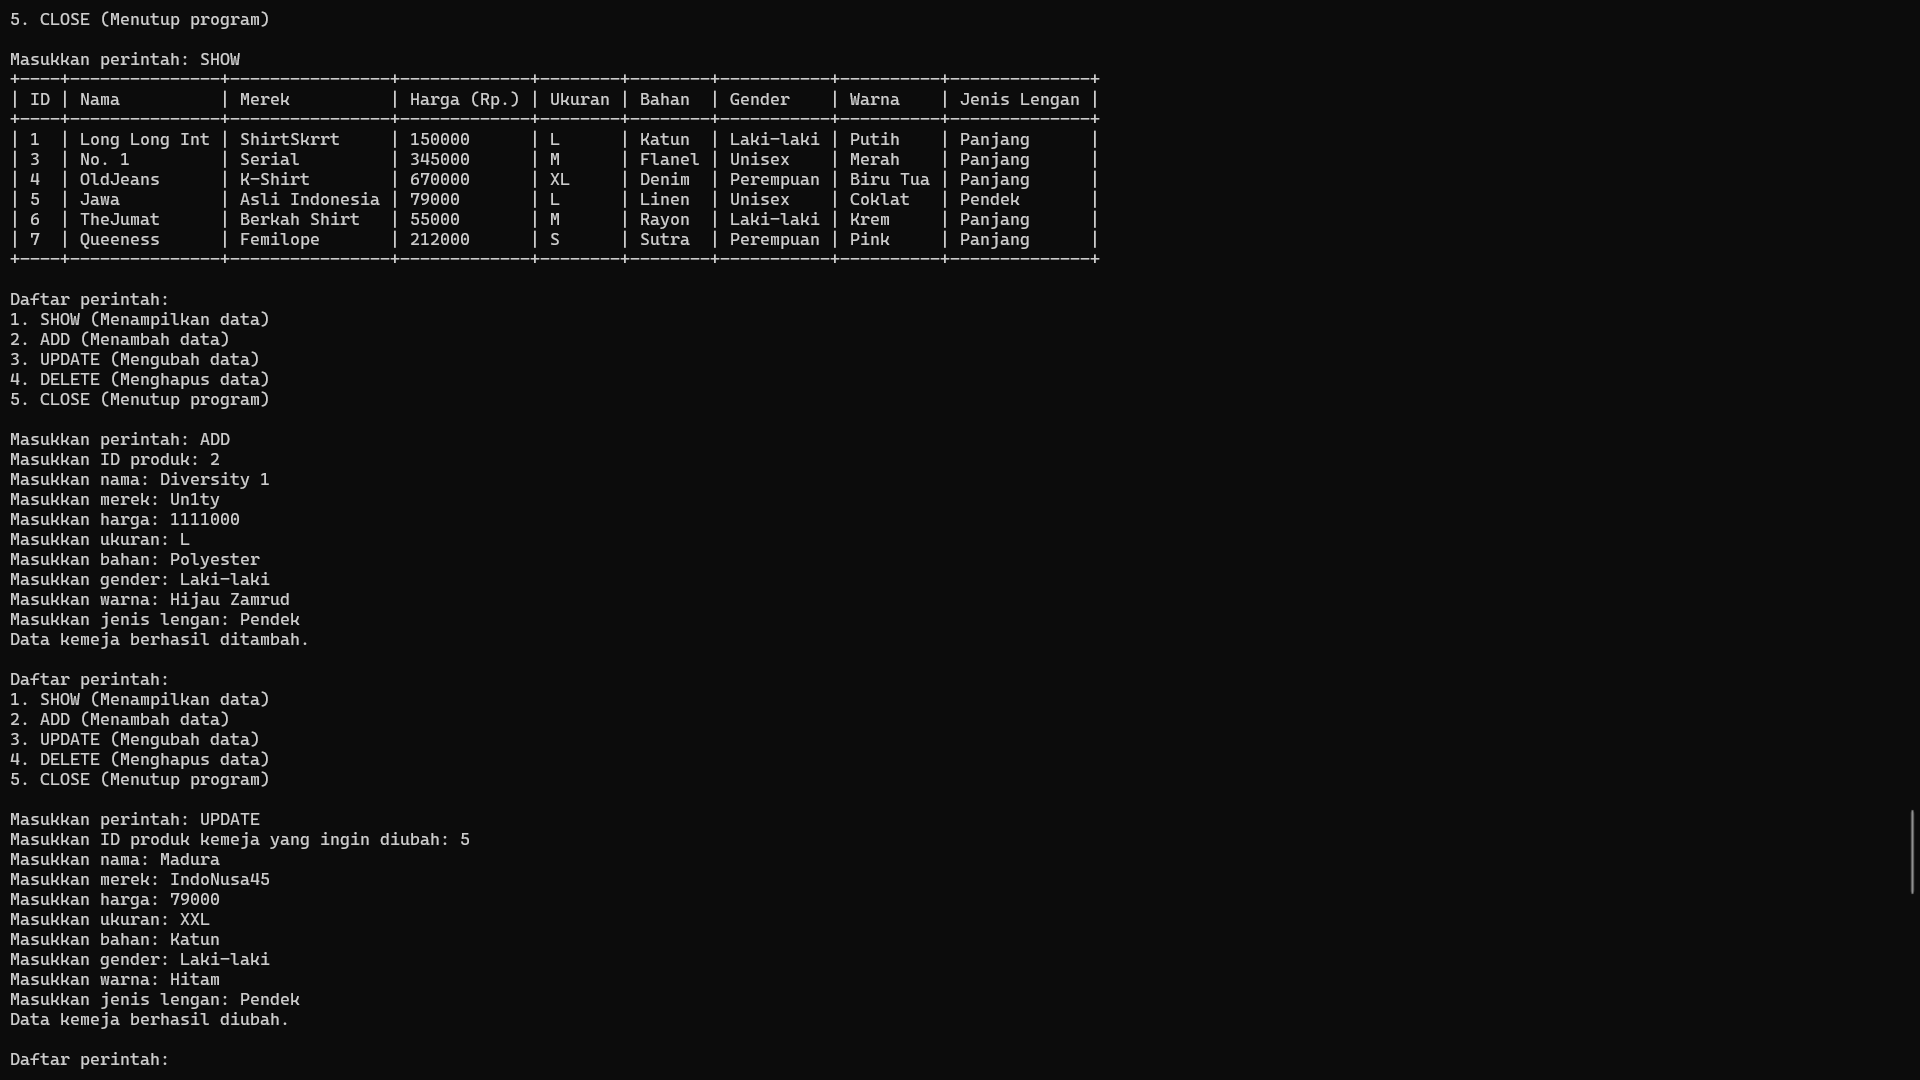 5. CLOSE (Menutup program)

Masukkan perintah: SHOW
+----+---------------+----------------+-------------+--------+--------+-----------+----------+--------------+
| ID | Nama          | Merek          | Harga (Rp.) | Ukuran | Bahan  | Gender    | Warna    | Jenis Lengan |
+----+---------------+----------------+-------------+--------+--------+-----------+----------+--------------+
| 1  | Long Long Int | ShirtSkrrt     | 150000      | L      | Katun  | Laki-laki | Putih    | Panjang      |
| 3  | No. 1         | Serial         | 345000      | M      | Flanel | Unisex    | Merah    | Panjang      |
| 4  | OldJeans      | K-Shirt        | 670000      | XL     | Denim  | Perempuan | Biru Tua | Panjang      |
| 5  | Jawa          | Asli Indonesia | 79000       | L      | Linen  | Unisex    | Coklat   | Pendek       |
| 6  | TheJumat      | Berkah Shirt   | 55000       | M      | Rayon  | Laki-laki | Krem     | Panjang      |
| 7  | Queeness      | Femilope       | 212000      | S      | Sutra  | Perempuan | Pink     | Panjang      |
+----+---------------+----------------+-------------+--------+--------+-----------+----------+--------------+

Daftar perintah:
1. SHOW (Menampilkan data)
2. ADD (Menambah data)
3. UPDATE (Mengubah data)
4. DELETE (Menghapus data)
5. CLOSE (Menutup program)

Masukkan perintah: ADD
Masukkan ID produk: 2
Masukkan nama: Diversity 1
Masukkan merek: Un1ty
Masukkan harga: 1111000
Masukkan ukuran: L
Masukkan bahan: Polyester
Masukkan gender: Laki-laki
Masukkan warna: Hijau Zamrud
Masukkan jenis lengan: Pendek
Data kemeja berhasil ditambah.

Daftar perintah:
1. SHOW (Menampilkan data)
2. ADD (Menambah data)
3. UPDATE (Mengubah data)
4. DELETE (Menghapus data)
5. CLOSE (Menutup program)

Masukkan perintah: UPDATE
Masukkan ID produk kemeja yang ingin diubah: 5
Masukkan nama: Madura
Masukkan merek: IndoNusa45
Masukkan harga: 79000
Masukkan ukuran: XXL
Masukkan bahan: Katun
Masukkan gender: Laki-laki
Masukkan warna: Hitam
Masukkan jenis lengan: Pendek
Data kemeja berhasil diubah.

Daftar perintah: